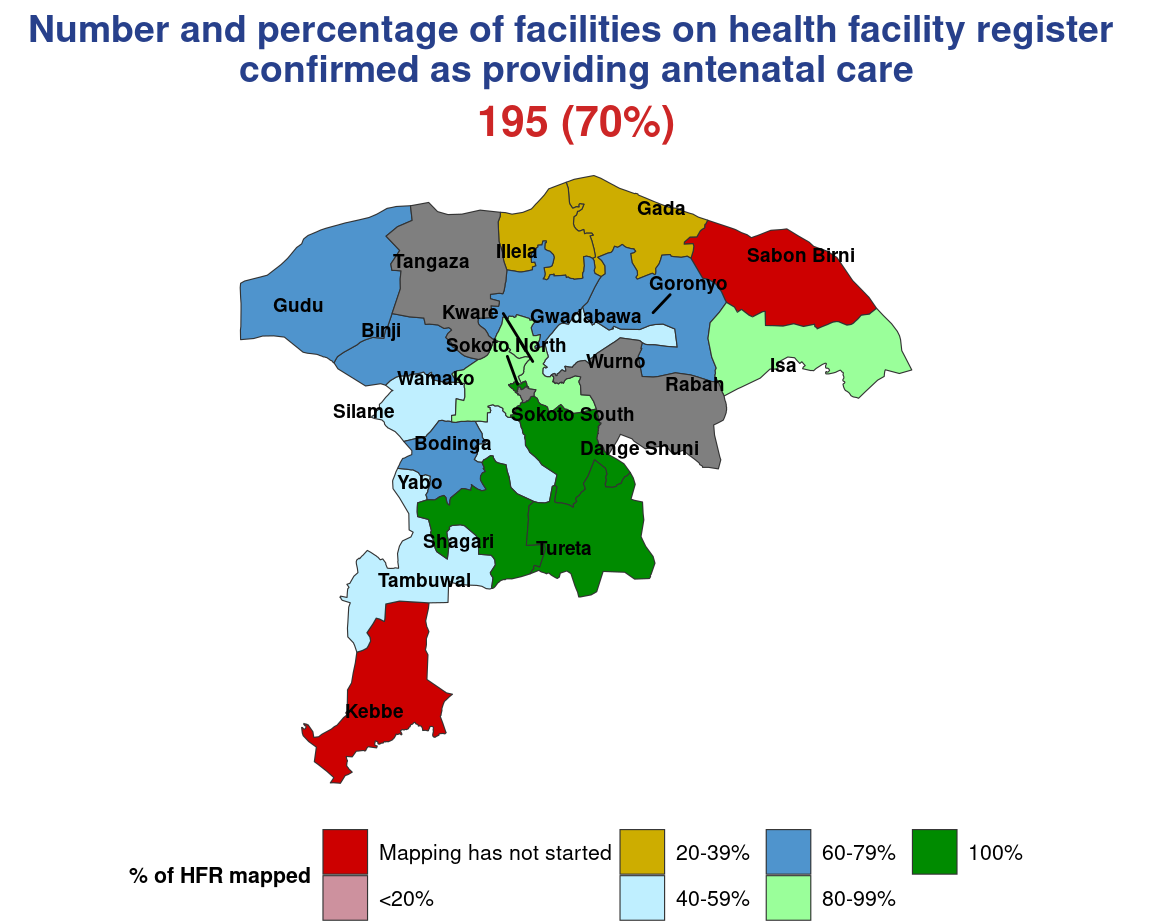 Number and percentage of facilities on health facility register
confirmed as providing antenatal care
195 (70%)
Gada
Illela
Sabon Birni
Tangaza
Goronyo
Gudu
Kware
Gwadabawa
Binji
Sokoto North
Wurno
Isa
Wamako
Rabah
Silame
Sokoto South
Bodinga
Dange Shuni
Yabo
Shagari
Tureta
Tambuwal
Kebbe
% of HFR mapped
Mapping has not started
<20%
20-39%
40-59%
60-79%
80-99%
100%